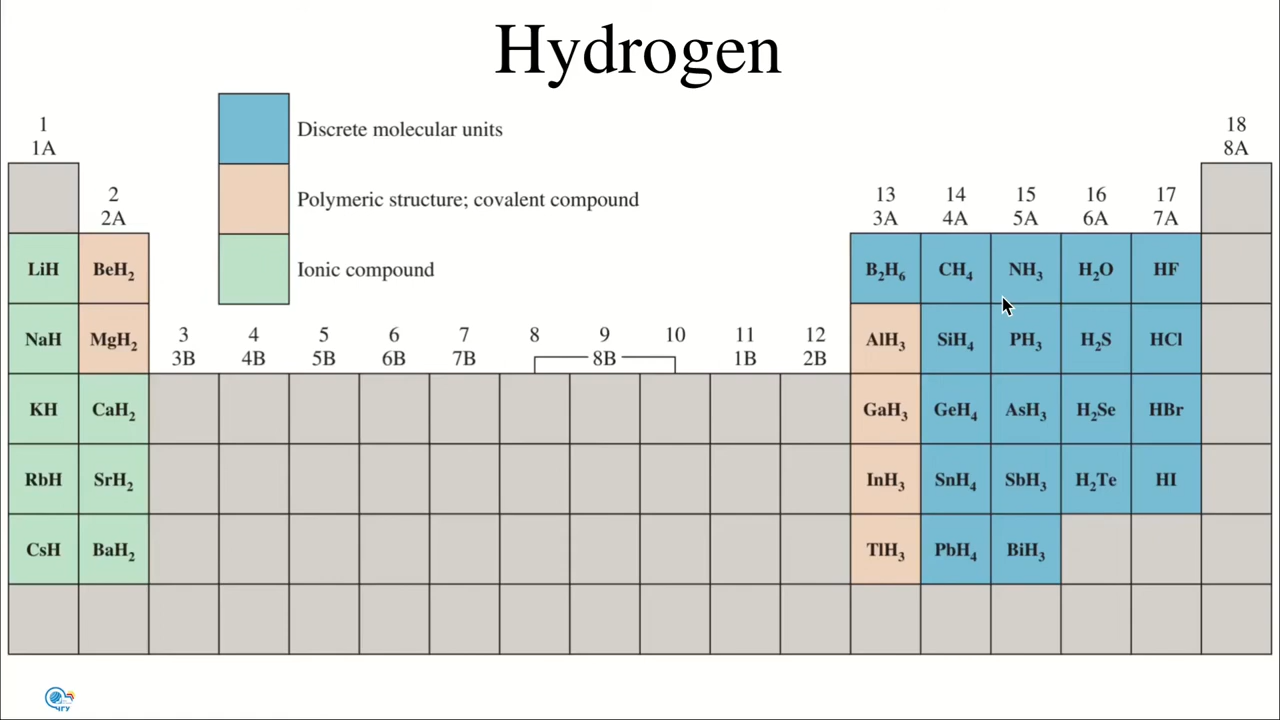 Hydrogen
Discrete molecular units
Polymeric structure; covalent compound
Ionic compound
1
1A
2
2A
18
8A
13 14 15 16 17
3A 4A 5A 6A 7A
LiH BeH₂ B₂H₆ CH₄ NH₃ H₂O HF
3 4 5 6 7 8 9 10 11 12
3B 4B 5B 6B 7B 8B 1B 2B
NaH MgH₂ AlH₃ SiH₄ PH₃ H₂S HCl
KH CaH₂ GaH₃ GeH₄ AsH₃ H₂Se HBr
RbH SrH₂ InH₃ SnH₄ SbH₃ H₂Te HI
CsH BaH₂ TlH₃ PbH₄ BiH₃
ЧГУ